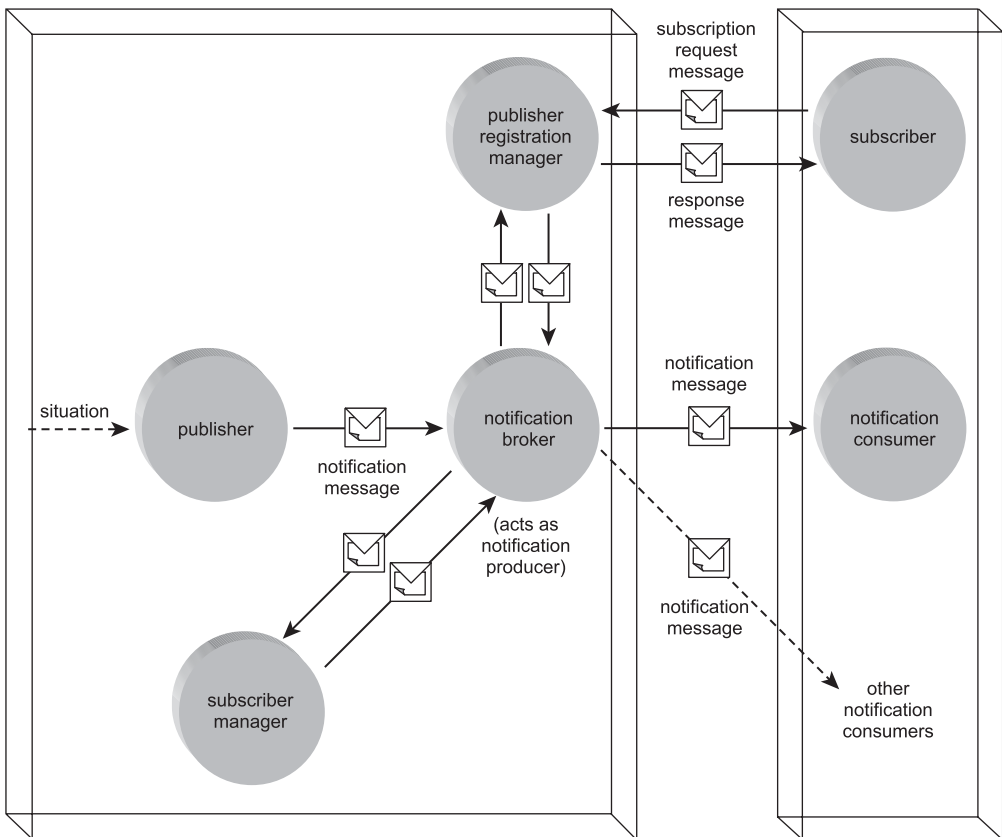 subscription
request
message
publisher
registration
manager
subscriber
response
message
situation
publisher
notification
message
notification
broker
notification
message
notification
consumer
(acts as
notification
producer)
notification
message
subscriber
manager
other
notification
consumers